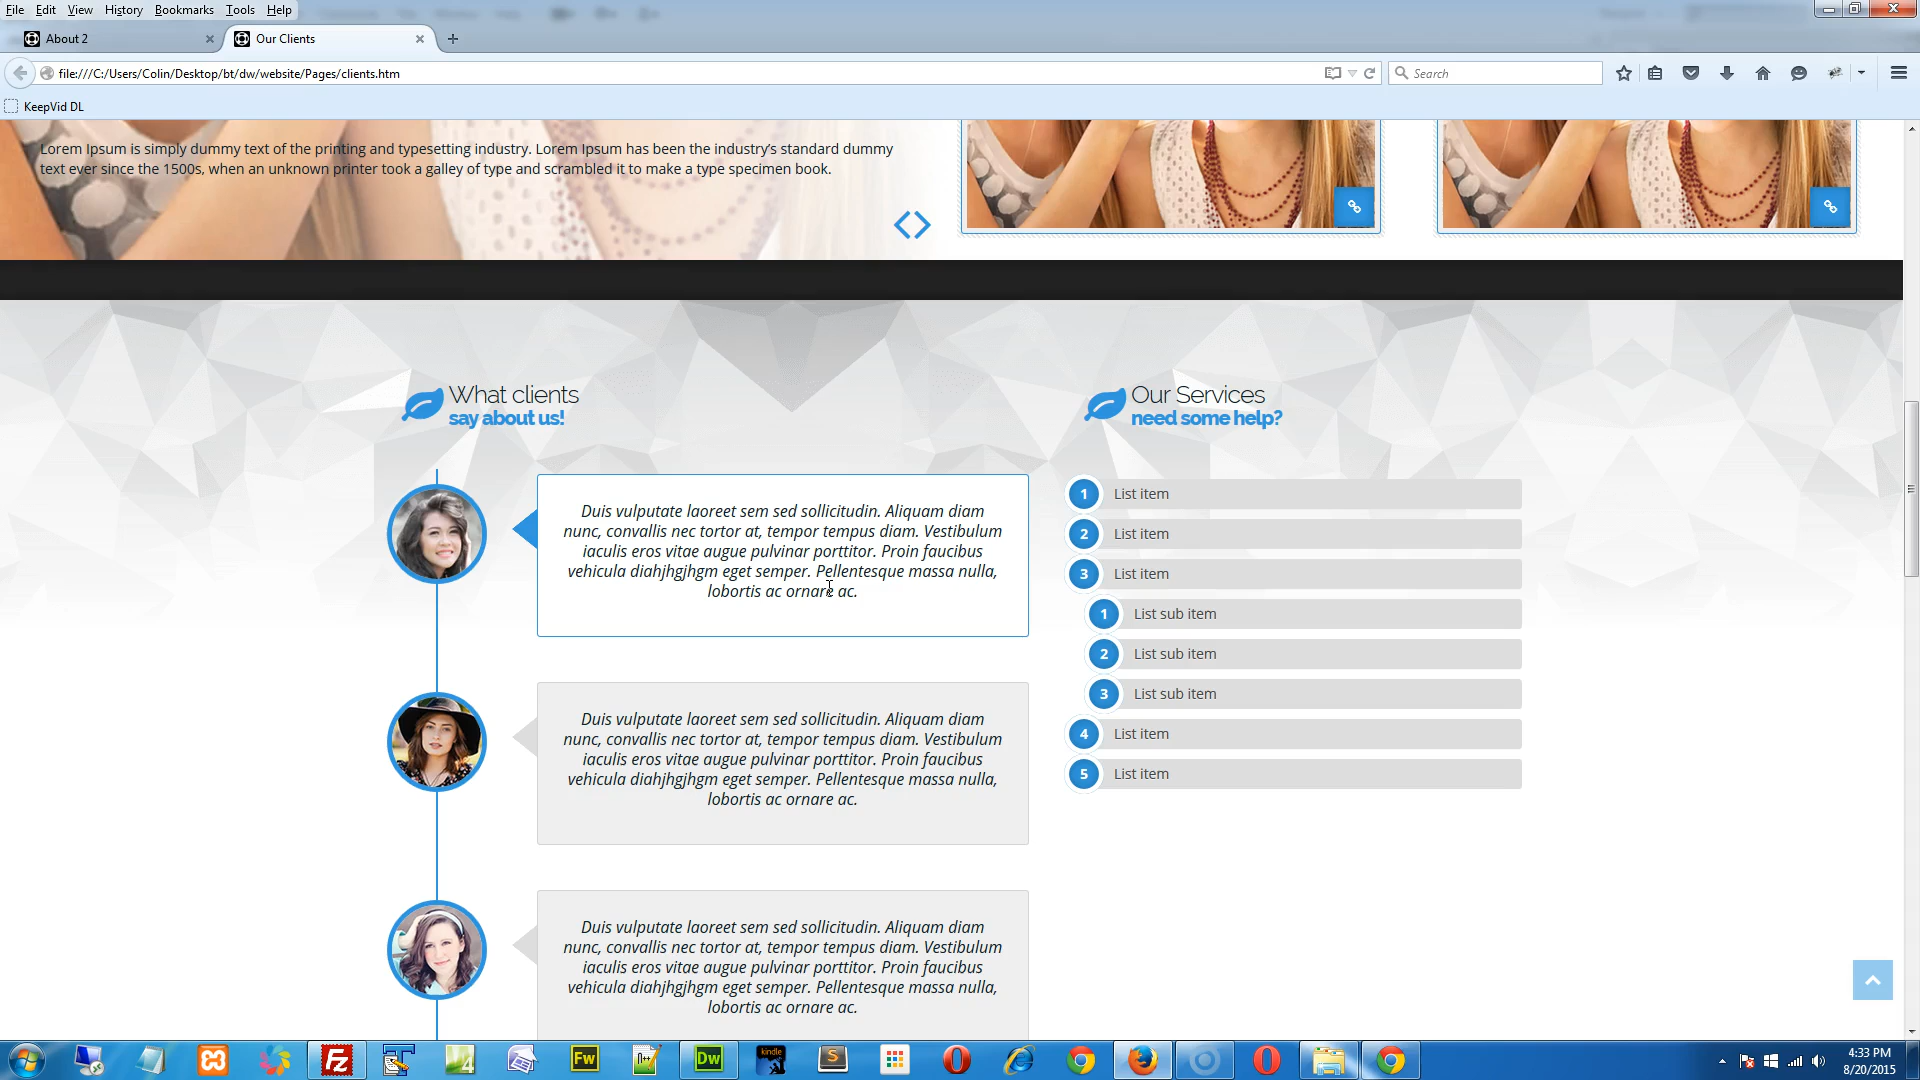 File Edit View History Bookmarks Tools Help
About 2
Our Clients
file:///C:/Users/Colin/Desktop/bt/dw/website/Pages/clients.htm
Search
KeepVid DL
Lorem Ipsum is simply dummy text of the printing and typesetting industry. Lorem Ipsum has been the industry’s standard dummy
text ever since the 1500s, when an unknown printer took a galley of type and scrambled it to make a type specimen book.
What clients
say about us!
Duis vulputate laoreet sem sed sollicitudin. Aliquam diam
nunc, convallis nec tortor at, tempor tempus diam. Vestibulum
iaculis eros vitae augue pulvinar porttitor. Proin faucibus
vehicula diahjhgjhgm eget semper. Pellentesque massa nulla,
lobortis ac ornare ac.
Duis vulputate laoreet sem sed sollicitudin. Aliquam diam
nunc, convallis nec tortor at, tempor tempus diam. Vestibulum
iaculis eros vitae augue pulvinar porttitor. Proin faucibus
vehicula diahjhgjhgm eget semper. Pellentesque massa nulla,
lobortis ac ornare ac.
Duis vulputate laoreet sem sed sollicitudin. Aliquam diam
nunc, convallis nec tortor at, tempor tempus diam. Vestibulum
iaculis eros vitae augue pulvinar porttitor. Proin faucibus
vehicula diahjhgjhgm eget semper. Pellentesque massa nulla,
lobortis ac ornare ac.
Our Services
need some help?
1 List item
2 List item
3 List item
1 List sub item
2 List sub item
3 List sub item
4 List item
5 List item
Fz
4
Fw
n++
Dw
kindle
S
4:33 PM
8/20/2015